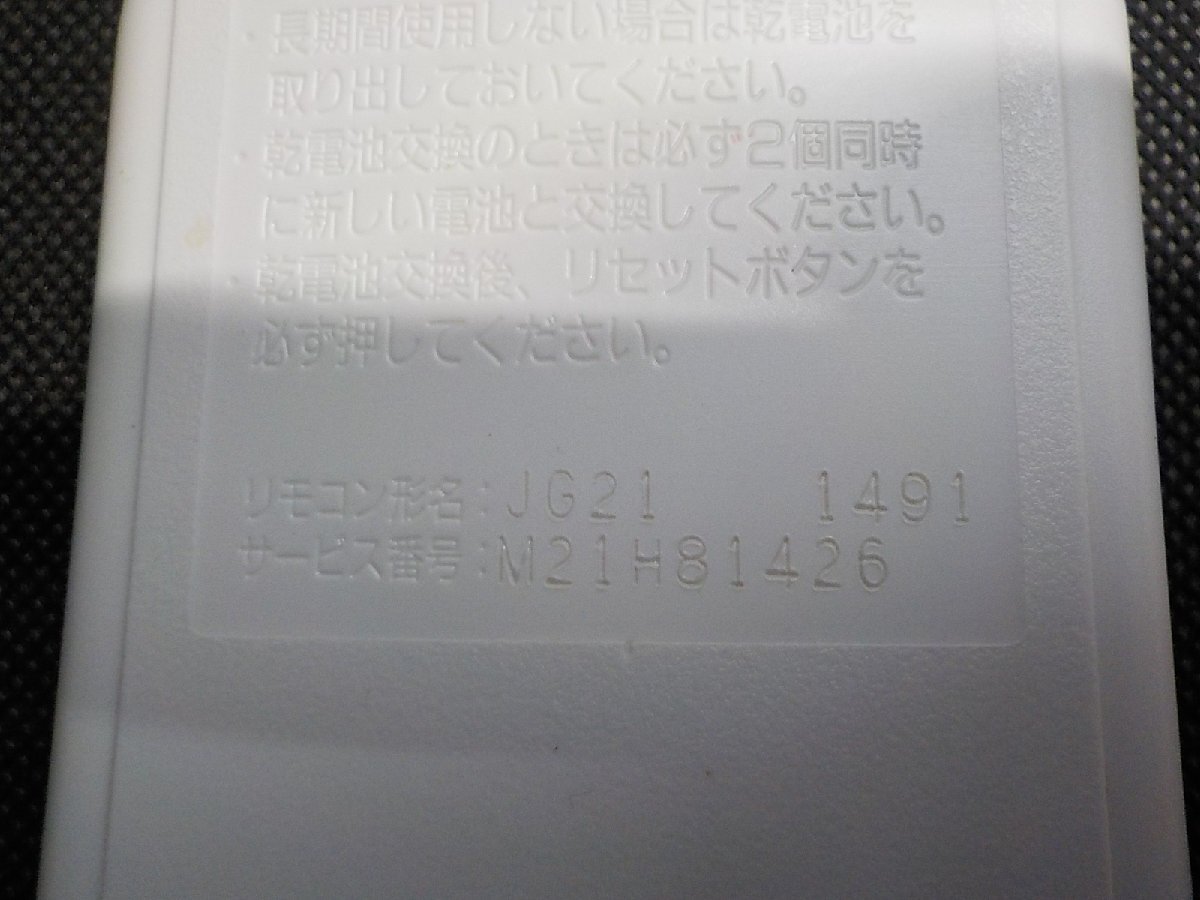 ・長期間使用しない場合は乾電池を
取り出しておいてください。
・乾電池交換のときは必ず2個同時
に新しい電池と交換してください。
・乾電池交換後、リセットボタンを
必ず押してください。
リモコン形名:JG21 1491
サービス番号:M21H81426